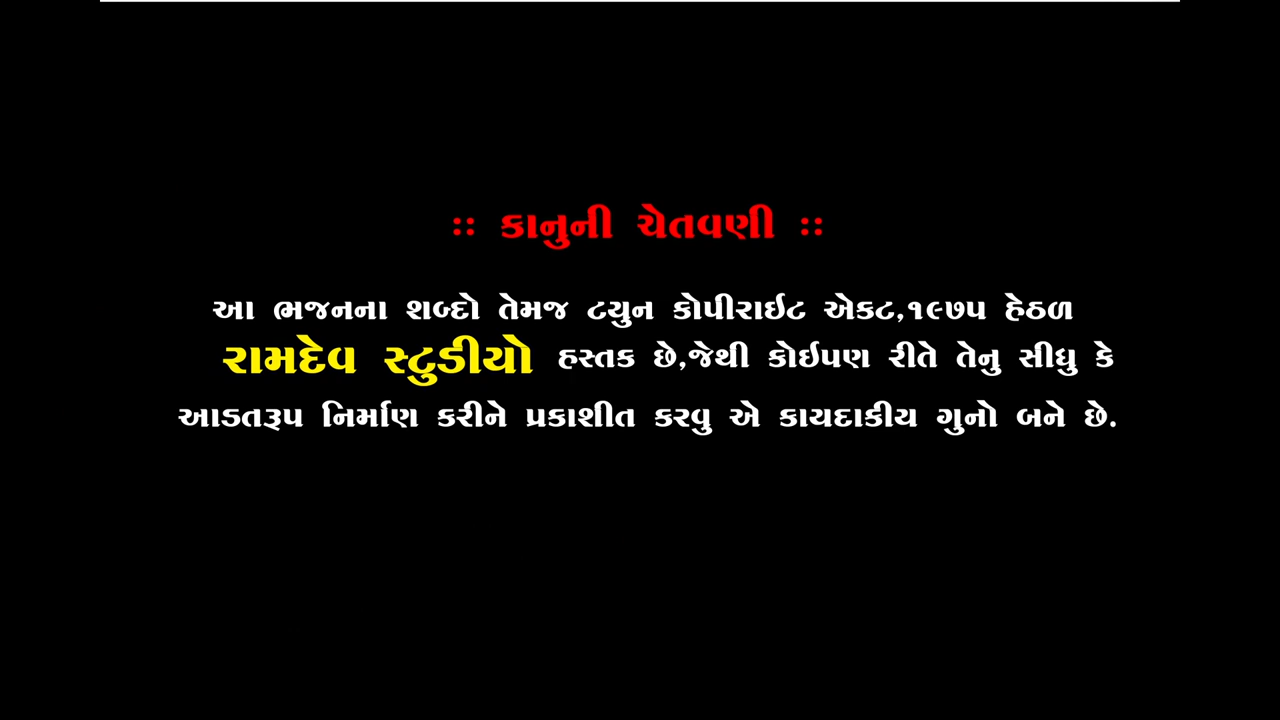 :: કાનુની ચેતવણી ::
આ ભજનના શબ્દો તેમજ ટયુન કોપીરાઈટ એકટ,૧૯૭૫ હેઠળ
રામદેવ સ્ટુડીયો હસ્તક છે,જેથી કોઈપણ રીતે તેનુ સીધુ કે
આડતરૂપ નિર્માણ કરીને પ્રકાશીત કરવુ એ કાયદાકીય ગુનો બને છે.